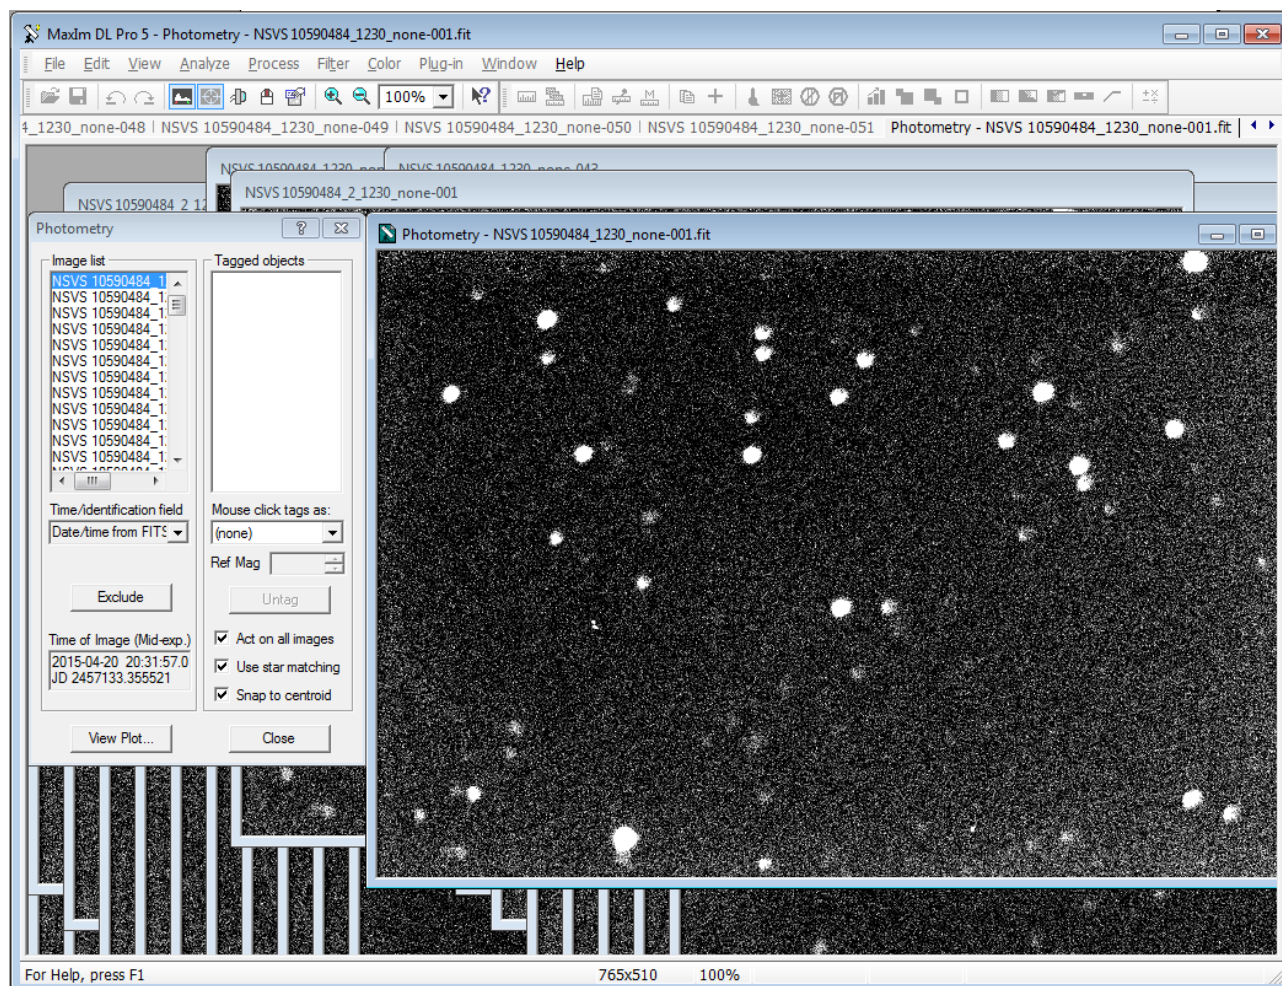 MaxIm DL Pro 5 - Photometry - NSVS 10590484_1230_none-001.fit
File Edit View Analyze Process Filter Color Plug-in Window Help
100%
4_1230_none-048 | NSVS 10590484_1230_none-049 | NSVS 10590484_1230_none-050 | NSVS 10590484_1230_none-051 Photometry - NSVS 10590484_1230_none-001.fit
NSVS 10590484_1230_non NSVS 10590484_1230_none-043
NSVS 10590484_2_1230_none-001
NSVS 10590484_2_12
Photometry
Photometry - NSVS 10590484_1230_none-001.fit
Image list Tagged objects
NSVS 10590484_1
NSVS 10590484_1
NSVS 10590484_1
NSVS 10590484_1
NSVS 10590484_1
NSVS 10590484_1
NSVS 10590484_1
NSVS 10590484_1
NSVS 10590484_1
NSVS 10590484_1
NSVS 10590484_1
NSVS 10590484_1
Time/identification field Mouse click tags as:
Date/time from FITS (none)
Ref Mag
Exclude Untag
Time of Image (Mid-exp.) Act on all images
2015-04-20 20:31:57.0 Use star matching
JD 2457133.355521 Snap to centroid
View Plot... Close
For Help, press F1 765x510 100%